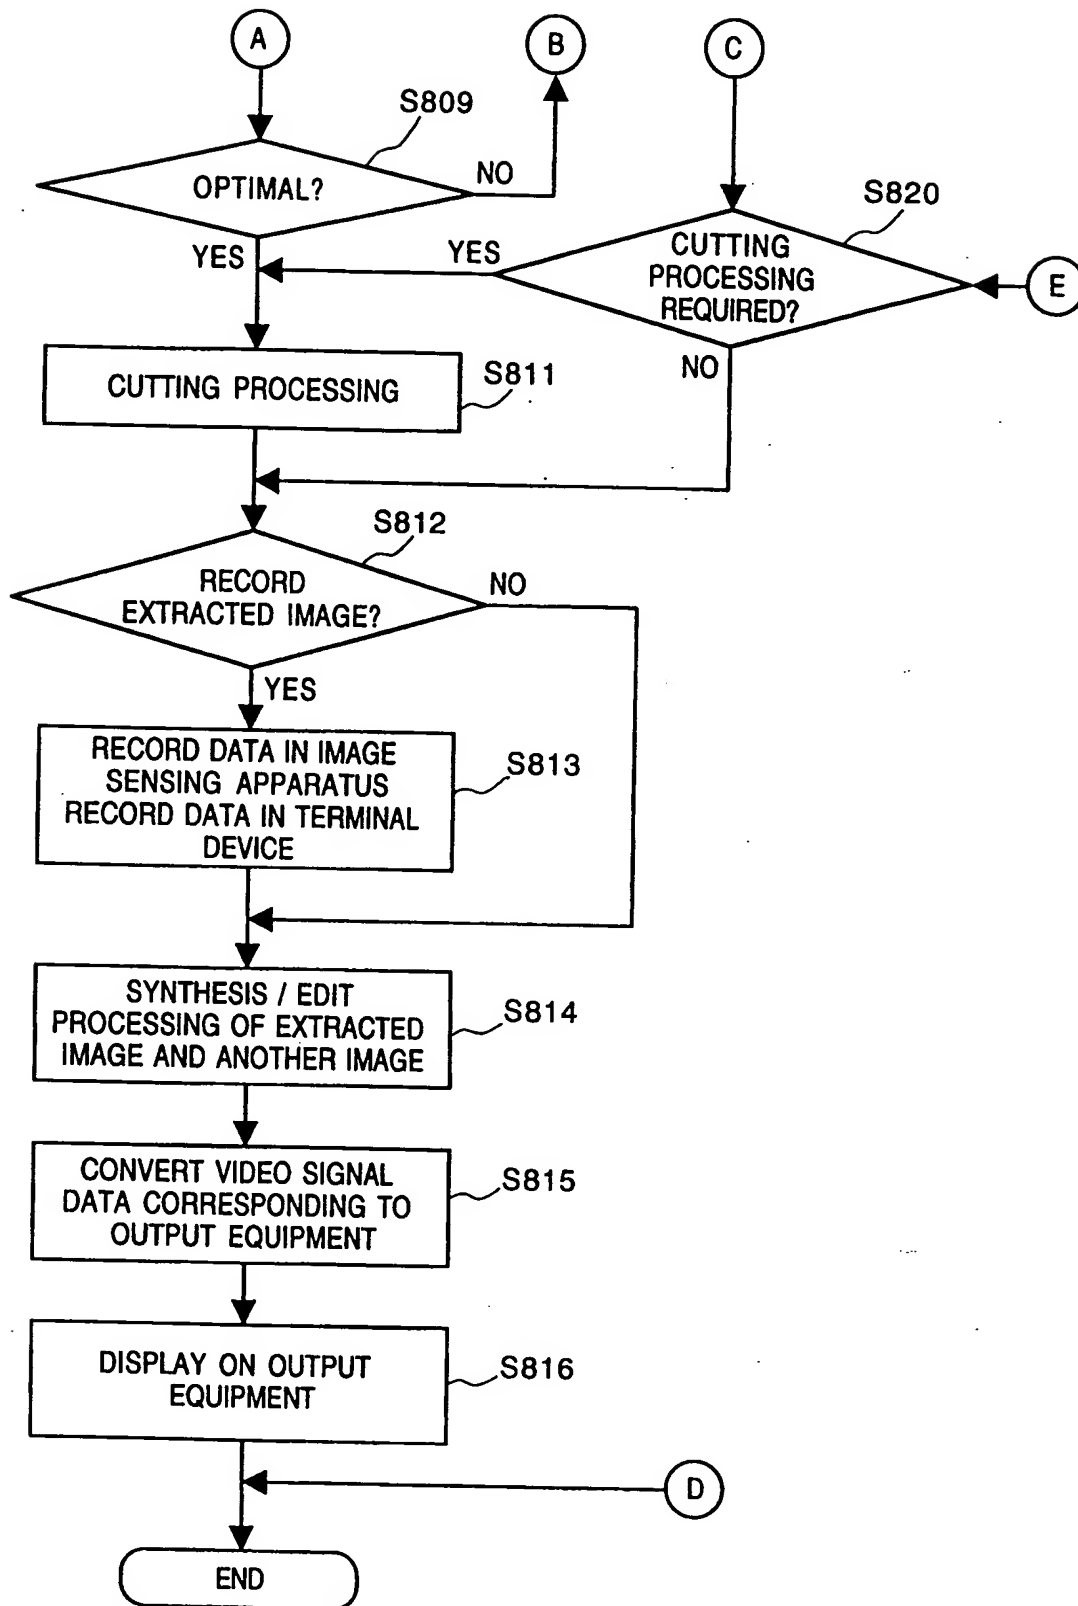 A
B
C
S809
OPTIMAL?
NO
YES
S820
CUTTING
PROCESSING
REQUIRED?
YES
E
NO
CUTTING PROCESSING
S811
S812
RECORD
EXTRACTED IMAGE?
NO
YES
RECORD DATA IN IMAGE
SENSING APPARATUS
RECORD DATA IN TERMINAL
DEVICE
S813
SYNTHESIS / EDIT
PROCESSING OF EXTRACTED
IMAGE AND ANOTHER IMAGE
S814
CONVERT VIDEO SIGNAL
DATA CORRESPONDING TO
OUTPUT EQUIPMENT
S815
DISPLAY ON OUTPUT
EQUIPMENT
S816
D
END